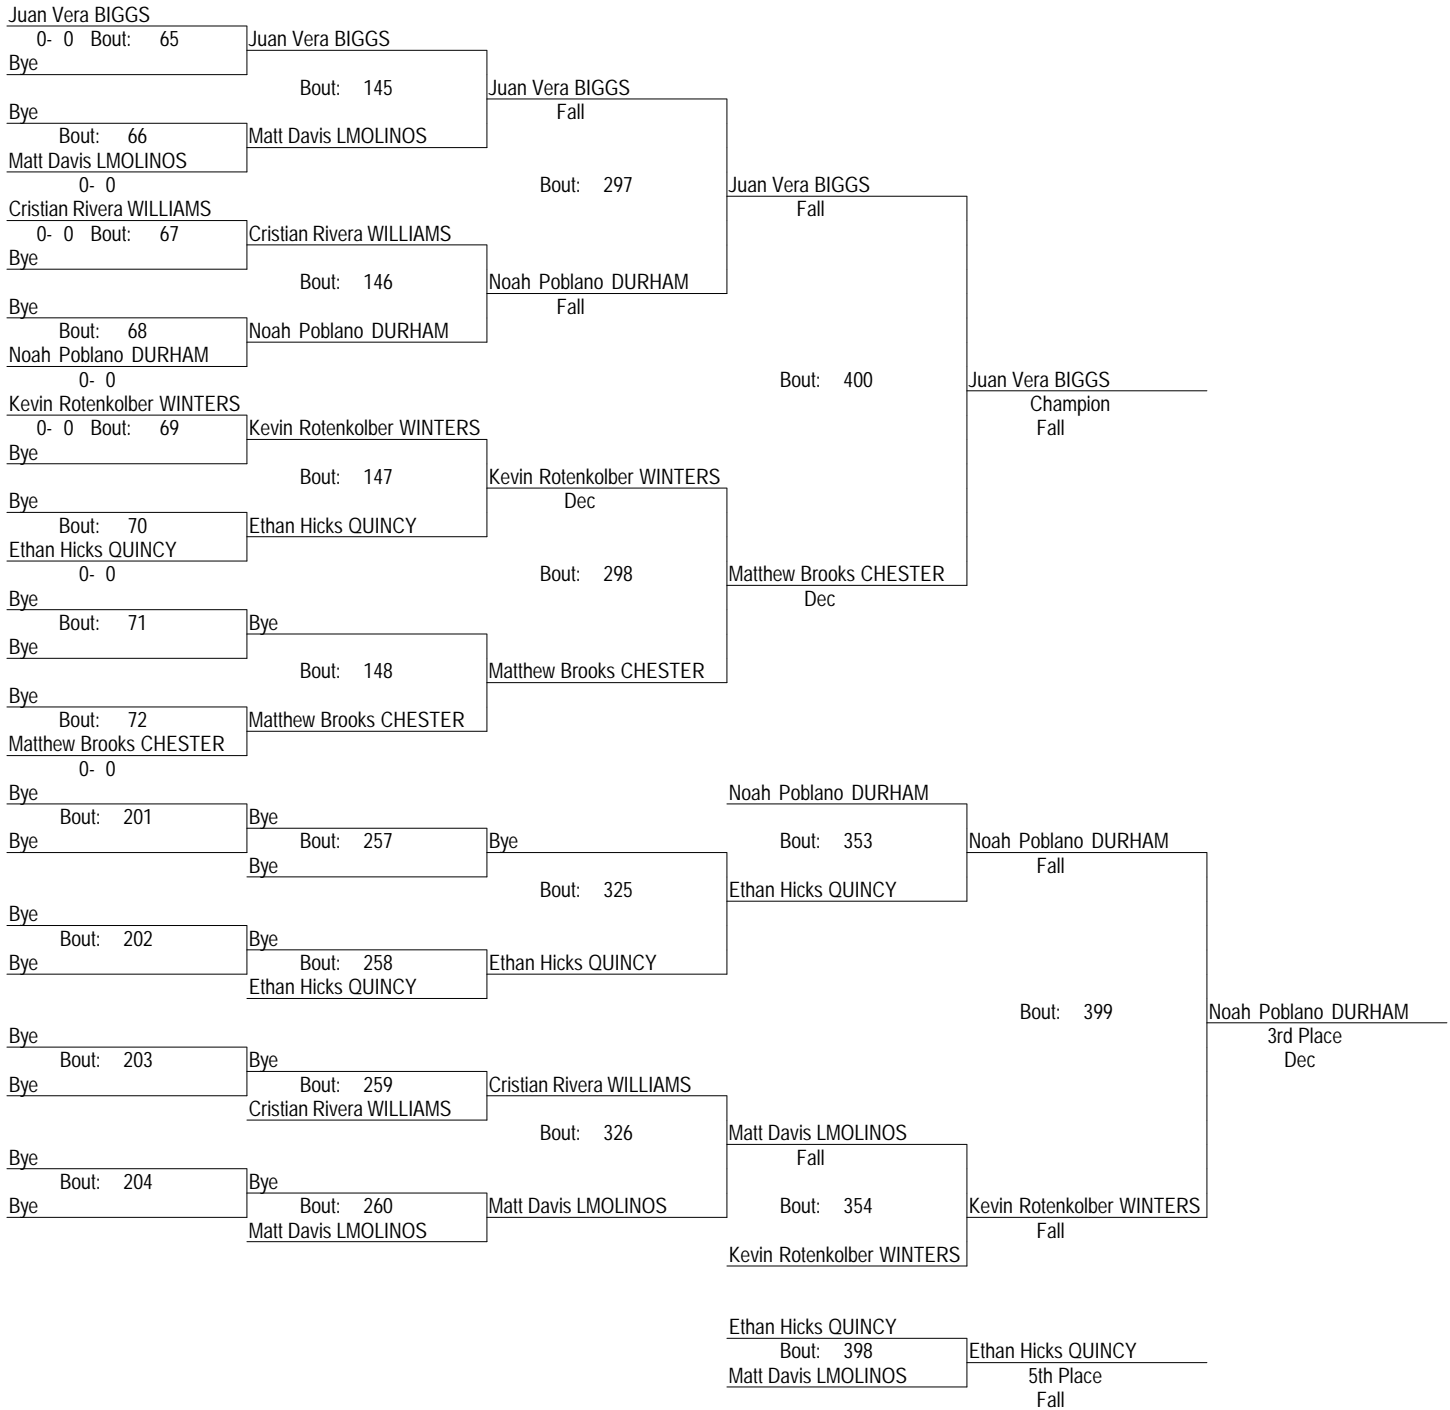 Juan Vera BIGGS
0- 0 Bout: 65 Juan Vera BIGGS
Bye
Bout: 145 Juan Vera BIGGS
Bye Fall
Bout: 66 Matt Davis LMOLINOS
Matt Davis LMOLINOS
0- 0 Bout: 297 Juan Vera BIGGS
Cristian Rivera WILLIAMS Fall
0- 0 Bout: 67 Cristian Rivera WILLIAMS
Bye
Bout: 146 Noah Poblano DURHAM
Bye Fall
Bout: 68 Noah Poblano DURHAM
Noah Poblano DURHAM
0- 0 Bout: 400 Juan Vera BIGGS
Kevin Rotenkolber WINTERS Champion
0- 0 Bout: 69 Kevin Rotenkolber WINTERS Fall
Bye
Bout: 147 Kevin Rotenkolber WINTERS
Bye Dec
Bout: 70 Ethan Hicks QUINCY
Ethan Hicks QUINCY
0- 0 Bout: 298 Matthew Brooks CHESTER
Bye Dec
Bout: 71 Bye
Bye
Bout: 148 Matthew Brooks CHESTER
Bye
Bout: 72 Matthew Brooks CHESTER
Matthew Brooks CHESTER
0- 0
Bye Noah Poblano DURHAM
Bout: 201 Bye
Bye Bout: 257 Bye Bout: 353 Noah Poblano DURHAM
Bye Fall
Bout: 325 Ethan Hicks QUINCY
Bye
Bout: 202 Bye
Bye Bout: 258 Ethan Hicks QUINCY
Ethan Hicks QUINCY
Bout: 399 Noah Poblano DURHAM
Bye 3rd Place
Bout: 203 Bye Dec
Bye Bout: 259 Cristian Rivera WILLIAMS
Cristian Rivera WILLIAMS
Bout: 326 Matt Davis LMOLINOS
Bye Fall
Bout: 204 Bye
Bye Bout: 260 Matt Davis LMOLINOS Bout: 354 Kevin Rotenkolber WINTERS
Matt Davis LMOLINOS Fall
Kevin Rotenkolber WINTERS
Ethan Hicks QUINCY
Bout: 398 Ethan Hicks QUINCY
Matt Davis LMOLINOS 5th Place
Fall